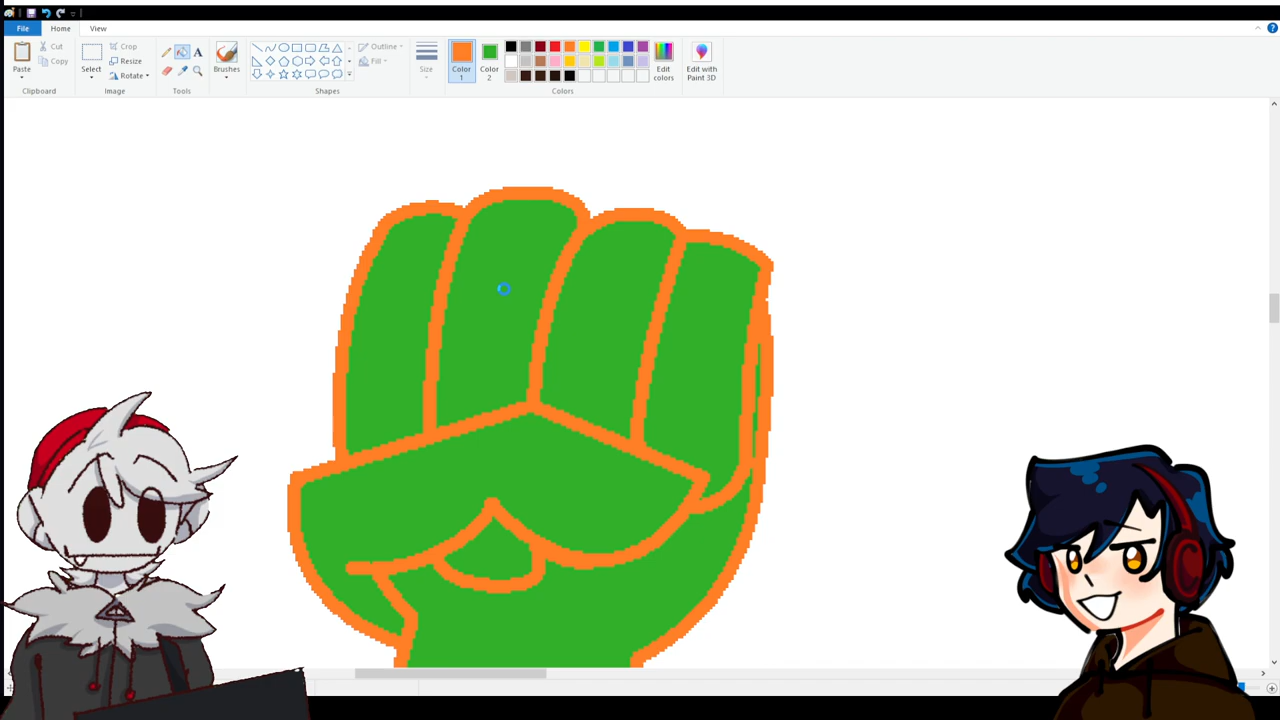 File Home View
Paste
Cut
Copy
Clipboard
Select
Crop
Resize
Rotate
Image
A
Tools
Brushes
Outline
Fill
Shapes
Size
Color 1
Color 2
Edit colors
Edit with Paint 3D
Colors